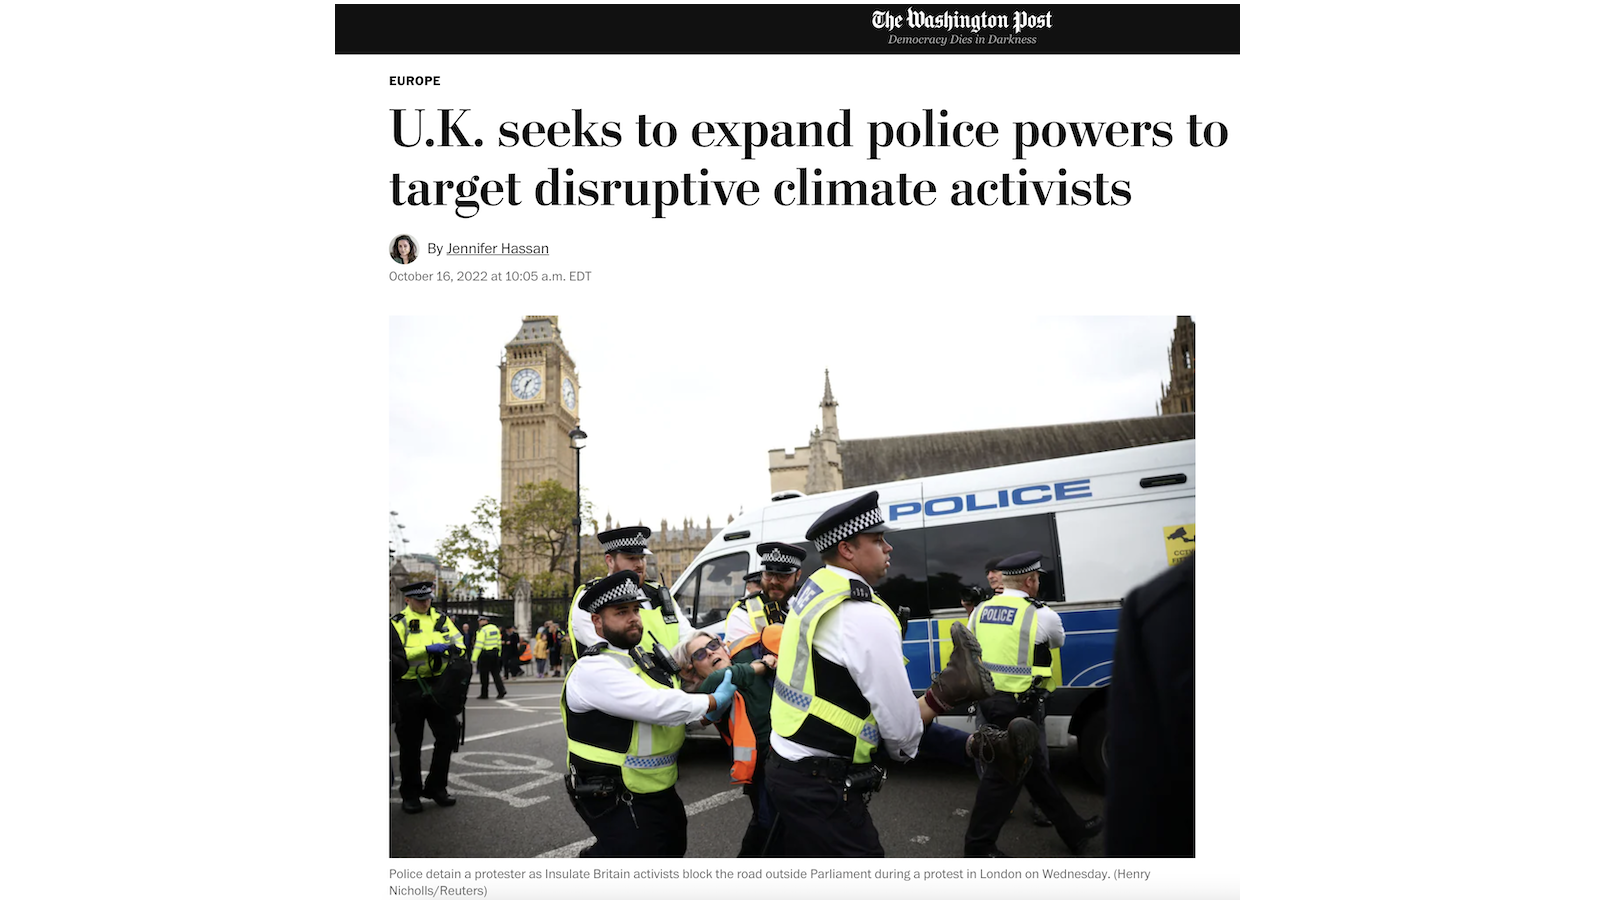 The Washington Post
Democracy Dies in Darkness
EUROPE
U.K. seeks to expand police powers to
target disruptive climate activists
By Jennifer Hassan
October 16, 2022 at 10:05 a.m. EDT
POLICE
CCTV
POLICE
Police detain a protester as Insulate Britain activists block the road outside Parliament during a protest in London on Wednesday. (Henry
Nicholls/Reuters)